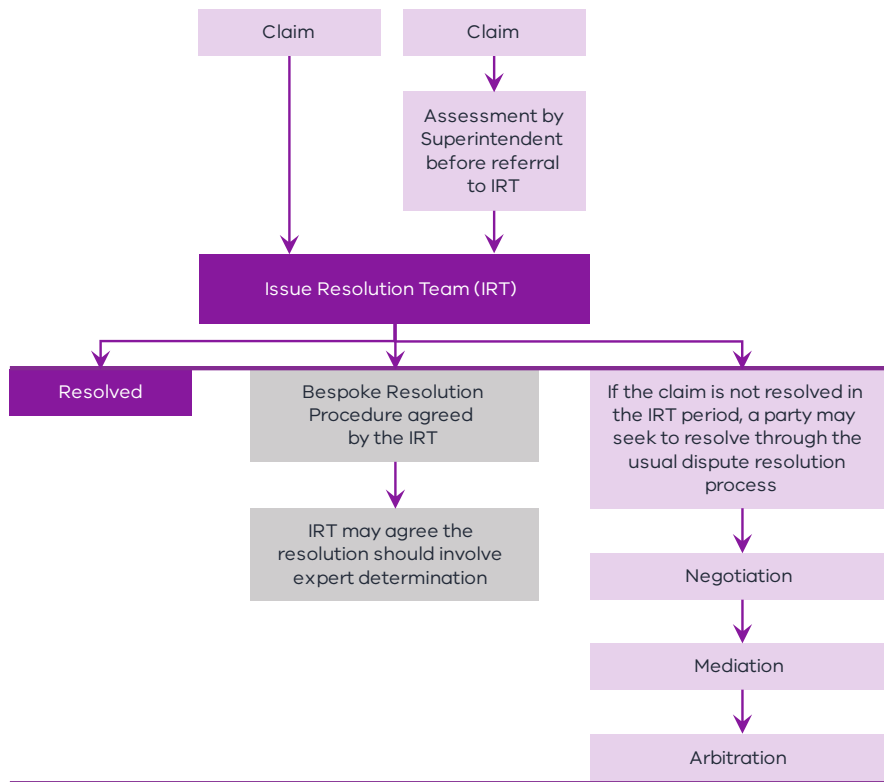 Claim
Claim
Assessment by
Superintendent
before referral
to IRT
Issue Resolution Team (IRT)
Resolved
Bespoke Resolution
Procedure agreed
by the IRT
IRT may agree the
resolution should involve
expert determination
If the claim is not resolved in
the IRT period, a party may
seek to resolve through the
usual dispute resolution
process
Negotiation
Mediation
Arbitration